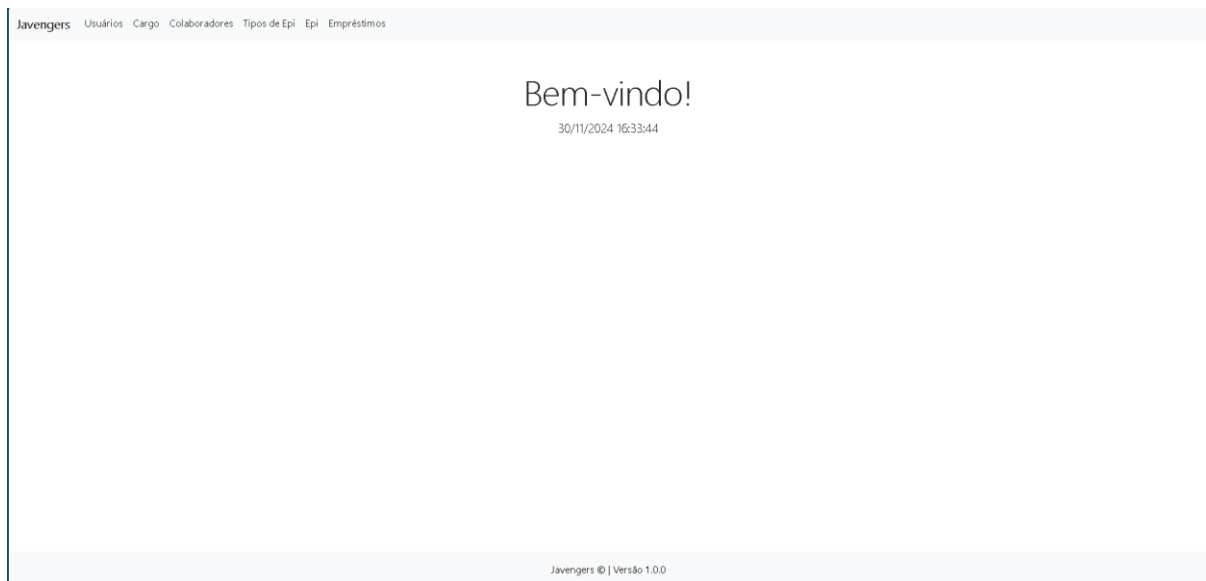 Javengers Usuários Cargo Colaboradores Tipos de Epi Epi Empréstimos
Bem-vindo!
30/11/2024 16:33:44
Javengers © | Versão 1.0.0